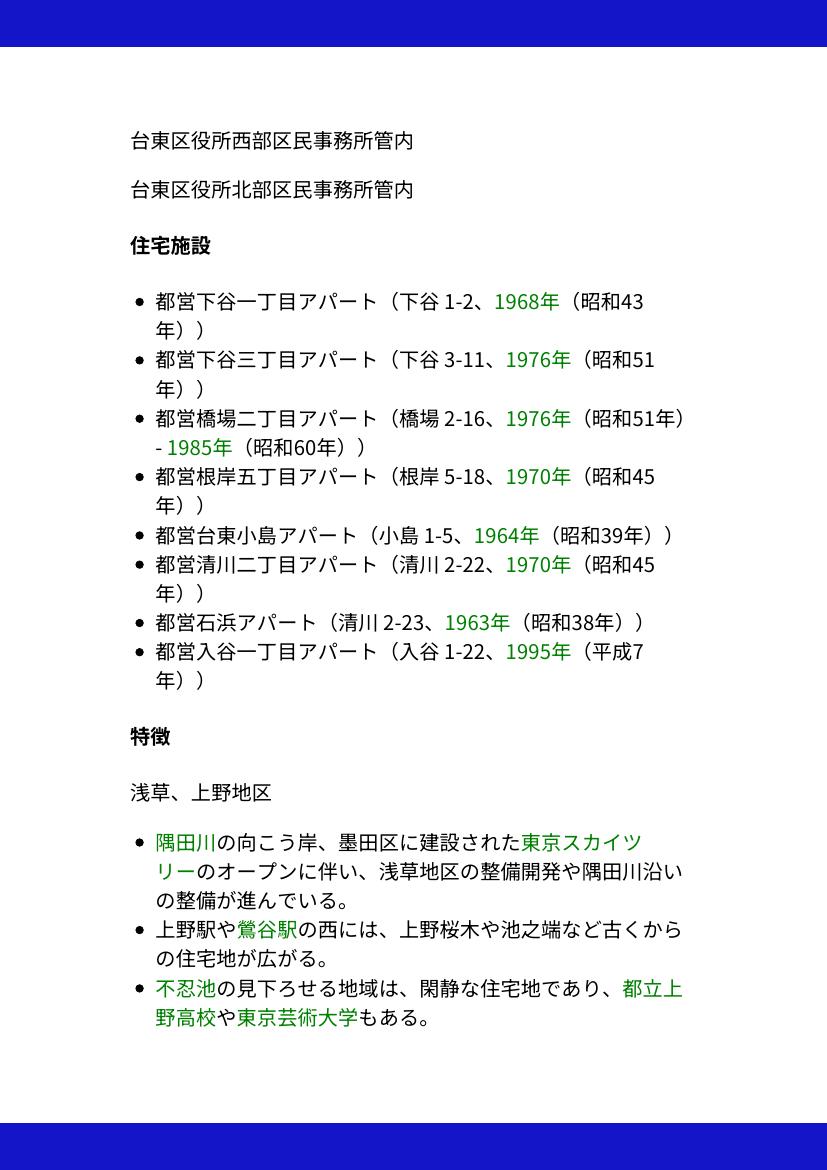 台東区役所西部区民事務所管内
台東区役所北部区民事務所管内
住宅施設
• 都営下谷一丁目アパート（下谷 1-2、1968年（昭和43
年））
• 都営下谷三丁目アパート（下谷 3-11、1976年（昭和51
年））
• 都営橋場二丁目アパート（橋場 2-16、1976年（昭和51年）
- 1985年（昭和60年））
• 都営根岸五丁目アパート（根岸 5-18、1970年（昭和45
年））
• 都営台東小島アパート（小島 1-5、1964年（昭和39年））
• 都営清川二丁目アパート（清川 2-22、1970年（昭和45
年））
• 都営石浜アパート（清川 2-23、1963年（昭和38年））
• 都営入谷一丁目アパート（入谷 1-22、1995年（平成7
年））
特徴
浅草、上野地区
• 隅田川の向こう岸、墨田区に建設された東京スカイツ
リーのオープンに伴い、浅草地区の整備開発や隅田川沿い
の整備が進んでいる。
• 上野駅や鶯谷駅の西には、上野桜木や池之端など古くから
の住宅地が広がる。
• 不忍池の見下ろせる地域は、閑静な住宅地であり、都立上
野高校や東京芸術大学もある。